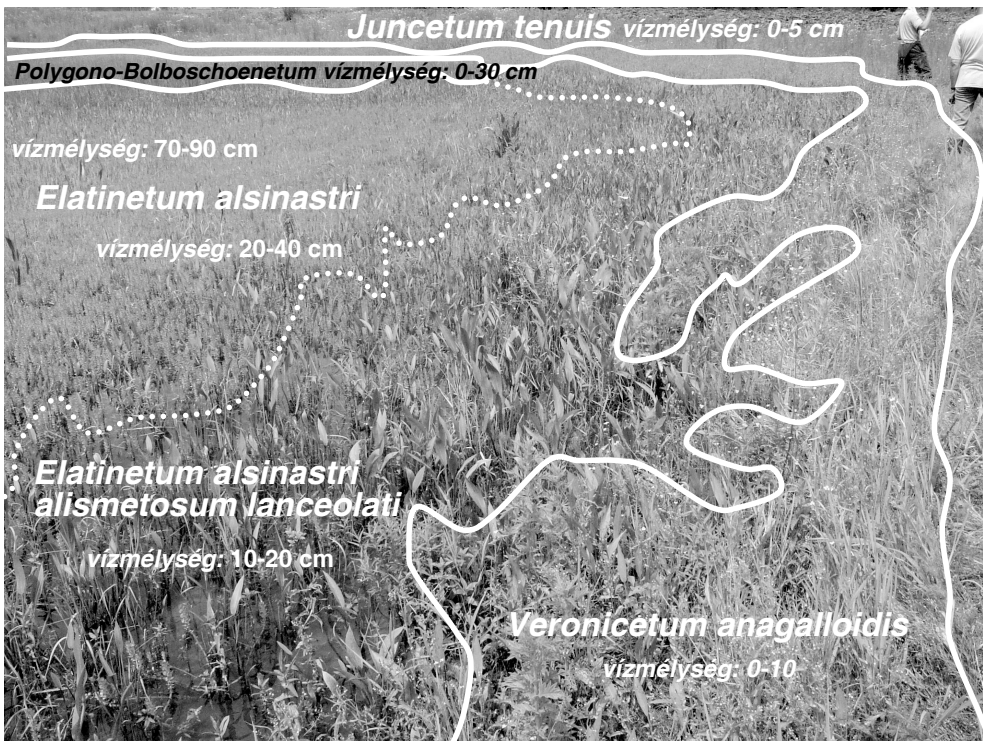 Juncetum tenuis vízmélység: 0-5 cm
Polygono-Bolboschoenetum vízmélység: 0-30 cm
vízmélység: 70-90 cm
Elatinetum alsinastri
vízmélység: 20-40 cm
Elatinetum alsinastri
alismetosum lanceolati
vízmélység: 10-20 cm
Veronicetum anagalloidis
vízmélység: 0-10